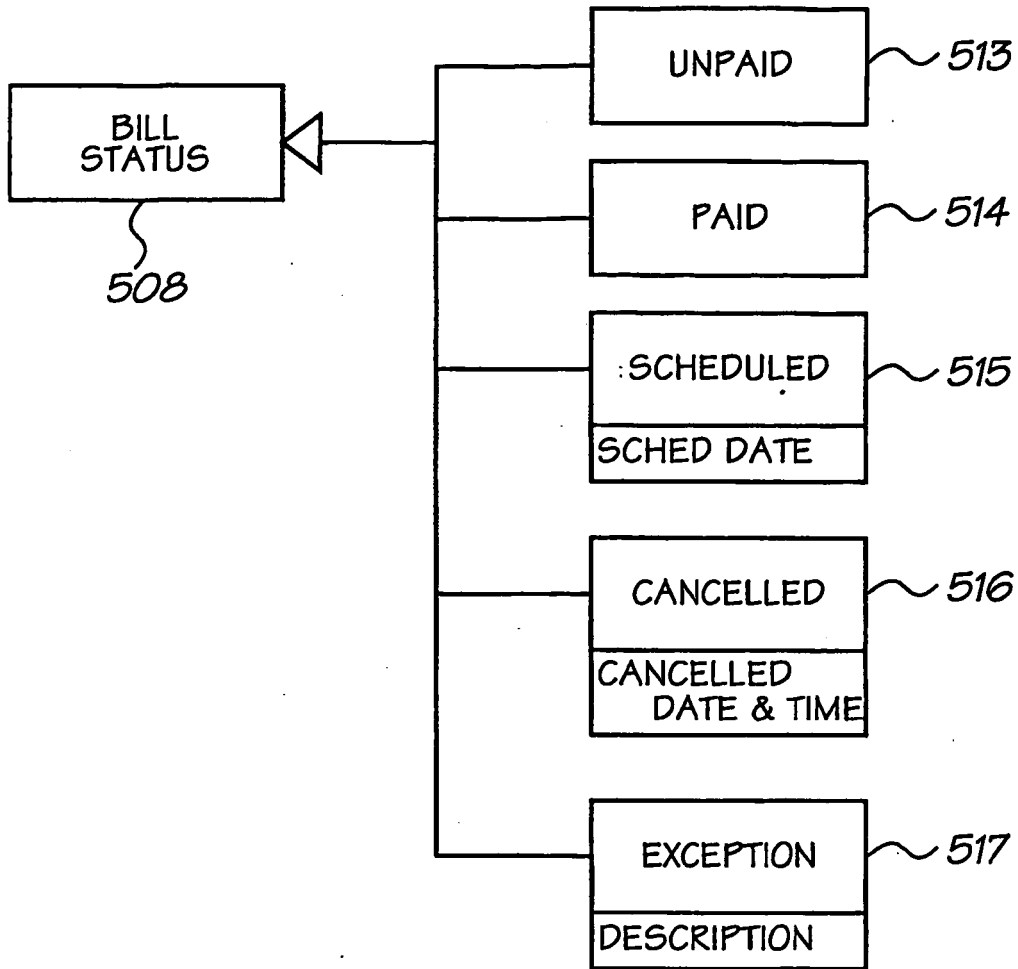 BILL
STATUS
508
UNPAID
513
PAID
514
SCHEDULED
SCHED DATE
515
CANCELLED
CANCELLED
DATE & TIME
516
EXCEPTION
DESCRIPTION
517